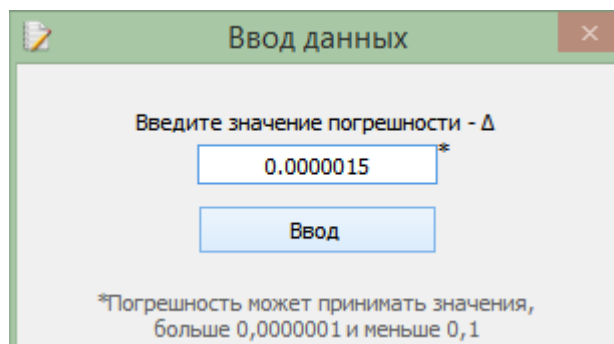 Ввод данных
Введите значение погрешности - Δ
0.0000015 *
Ввод
*Погрешность может принимать значения,
больше 0,0000001 и меньше 0,1